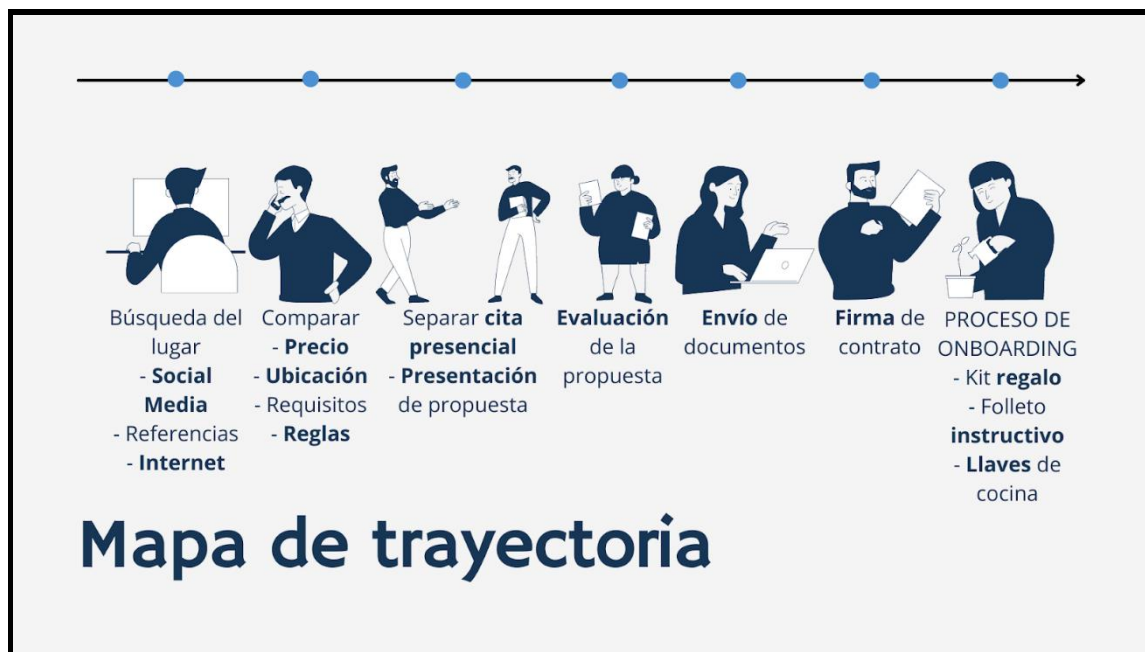 Búsqueda del
lugar
- Social
Media
- Referencias
- Internet
Comparar
- Precio
- Ubicación
- Requisitos
- Reglas
Separar cita
presencial
- Presentación
de propuesta
Evaluación
de la
propuesta
Envío de
documentos
Firma de
contrato
PROCESO DE
ONBOARDING
- Kit regalo
- Folleto
instructivo
- Llaves de
cocina
Mapa de trayectoria